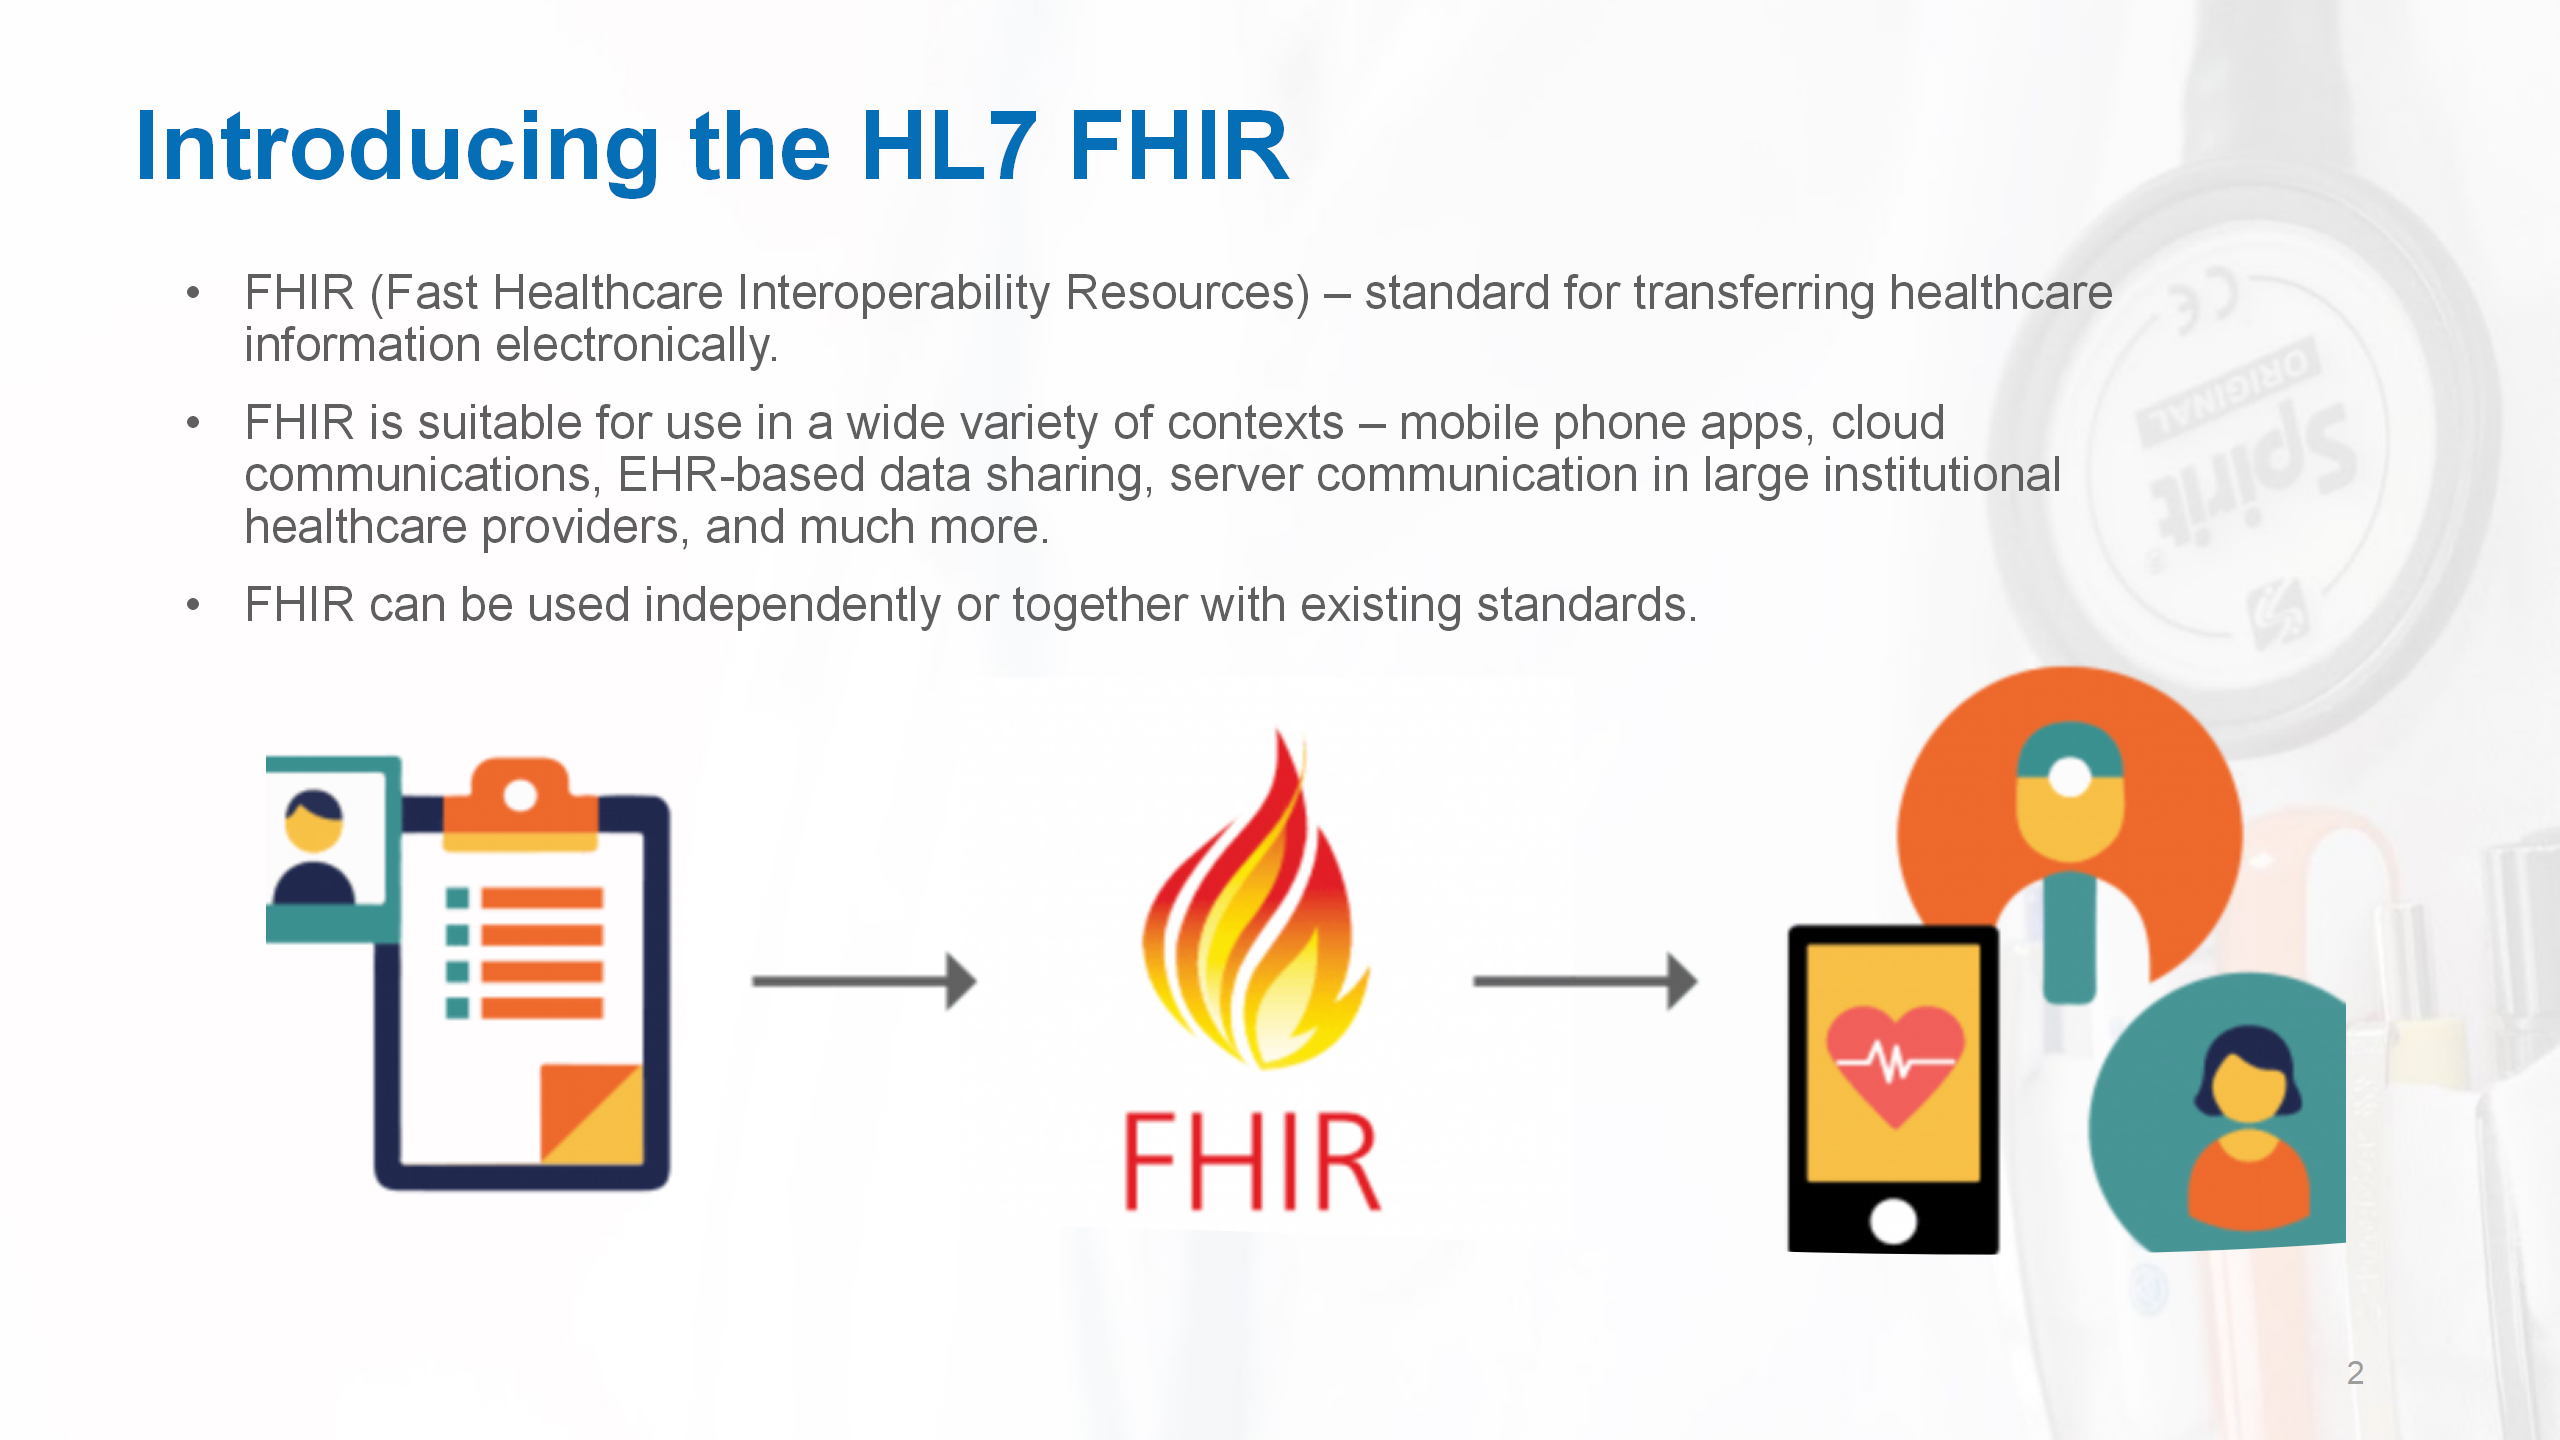 Introducing the HL7 FHIR
• FHIR (Fast Healthcare Interoperability Resources) – standard for transferring healthcare
information electronically.
• FHIR is suitable for use in a wide variety of contexts – mobile phone apps, cloud
communications, EHR-based data sharing, server communication in large institutional
healthcare providers, and much more.
• FHIR can be used independently or together with existing standards.
CE
ORIGINAL
Spirit®
FHIR
2